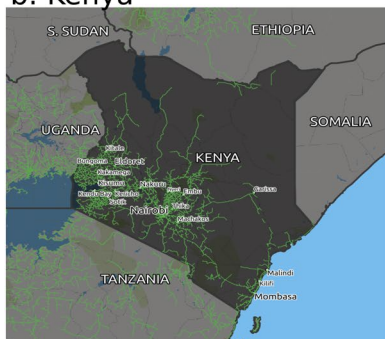 b. Kenya
S. SUDAN
ETHIOPIA
SOMALIA
UGANDA
KENYA
Kitale
Bungoma
Eldoret
Kakamega
Kisumu
Nakuru
Nyeri
Embu
Garissa
Kendu Bay
Kericho
Sotik
Nairobi
Thika
Machakos
TANZANIA
Malindi
Kilifi
Mombasa